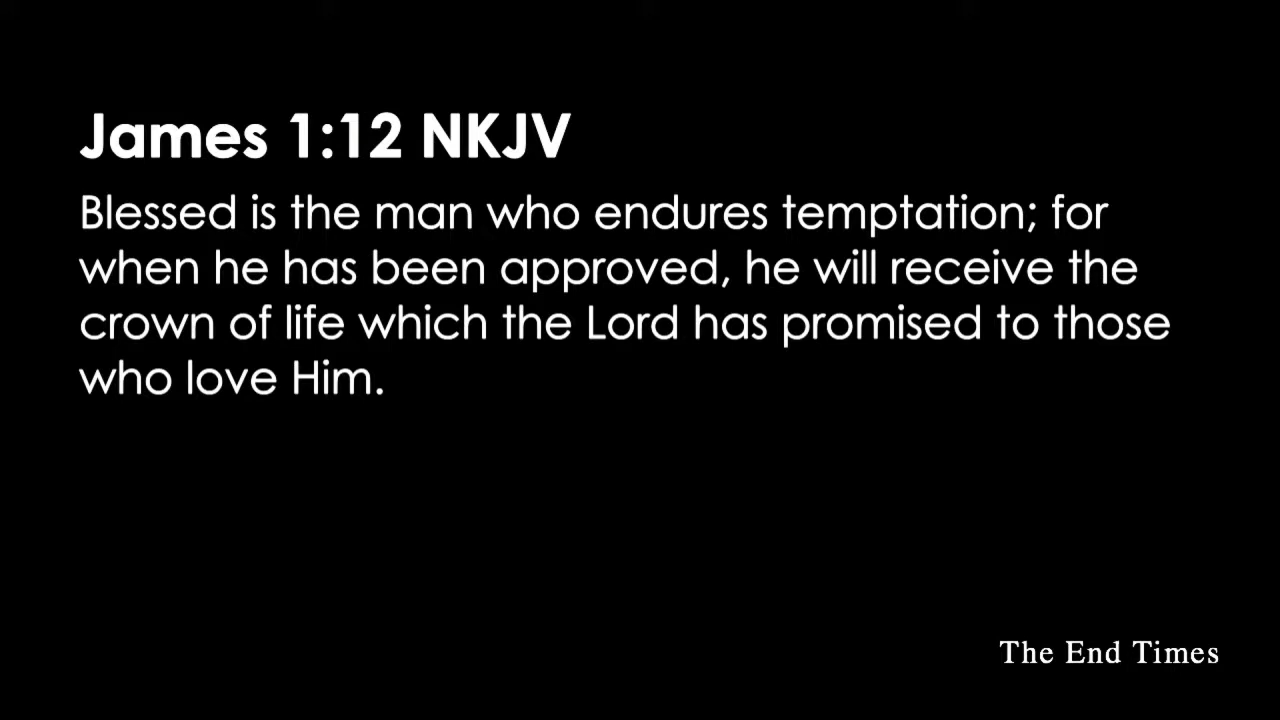 James 1:12 NKJV
Blessed is the man who endures temptation; for
when he has been approved, he will receive the
crown of life which the Lord has promised to those
who love Him.
The End Times